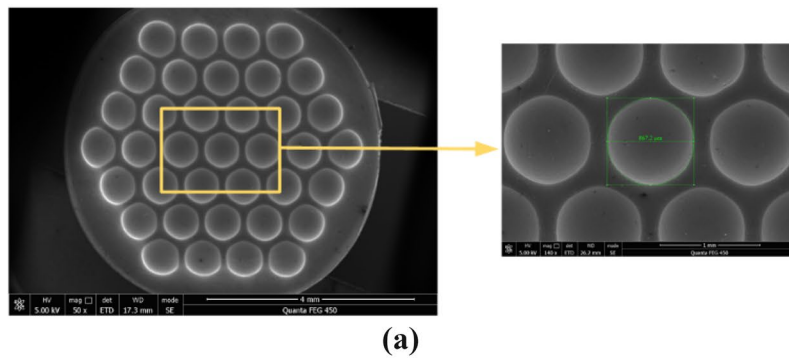 HV mag □ det WD mode
5.00 kV 50 x ETD 17.3 mm SE
4 mm
Quanta FEG 450
HV mag □ det WD mode
5.00 kV 140 x ETD 26.3 mm SE
1 mm
Quanta FEG 450
(a)